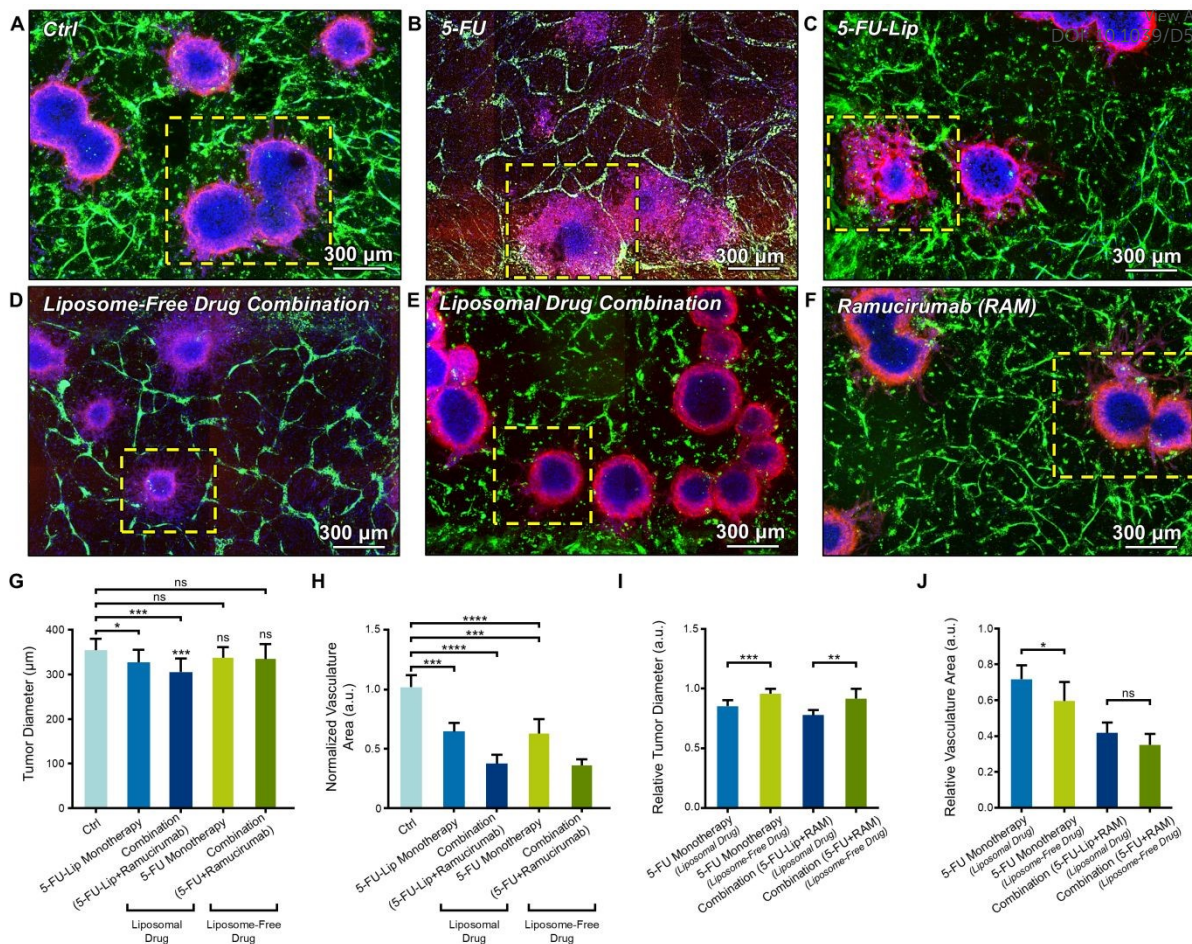 A Ctrl
300 µm
B 5-FU
300 µm
C 5-FU-Lip
300 µm
D Liposome-Free Drug Combination
300 µm
E Liposomal Drug Combination
300 µm
F Ramucirumab (RAM)
300 µm
G
Tumor Diameter (µm)
400
300
200
100
0
ns
ns
***
*
***
ns
ns
Ctrl
5-FU-Lip Monotherapy
Combination
(5-FU-Lip+Ramucirumab)
5-FU Monotherapy
Combination
(5-FU+Ramucirumab)
Liposomal
Drug
Liposome-Free
Drug
H
Normalized Vasculature
Area (a.u.)
1.5
1.0
0.5
0
****
***
****
***
Ctrl
5-FU-Lip Monotherapy
Combination
(5-FU-Lip+Ramucirumab)
5-FU Monotherapy
Combination
(5-FU+Ramucirumab)
Liposomal
Drug
Liposome-Free
Drug
I
Relative Tumor Diameter (a.u.)
1.5
1.0
0.5
0.0
***
**
5-FU Monotherapy
(Liposomal Drug)
5-FU Monotherapy
(Liposome-Free Drug)
Combination (5-FU-Lip+RAM)
(Liposomal Drug)
Combination (5-FU+RAM)
(Liposome-Free Drug)
J
Relative Vasculature Area (a.u.)
1.0
0.8
0.6
0.4
0.2
0.0
*
ns
5-FU Monotherapy
(Liposomal Drug)
5-FU Monotherapy
(Liposome-Free Drug)
Combination (5-FU-Lip+RAM)
(Liposomal Drug)
Combination (5-FU+RAM)
(Liposome-Free Drug)